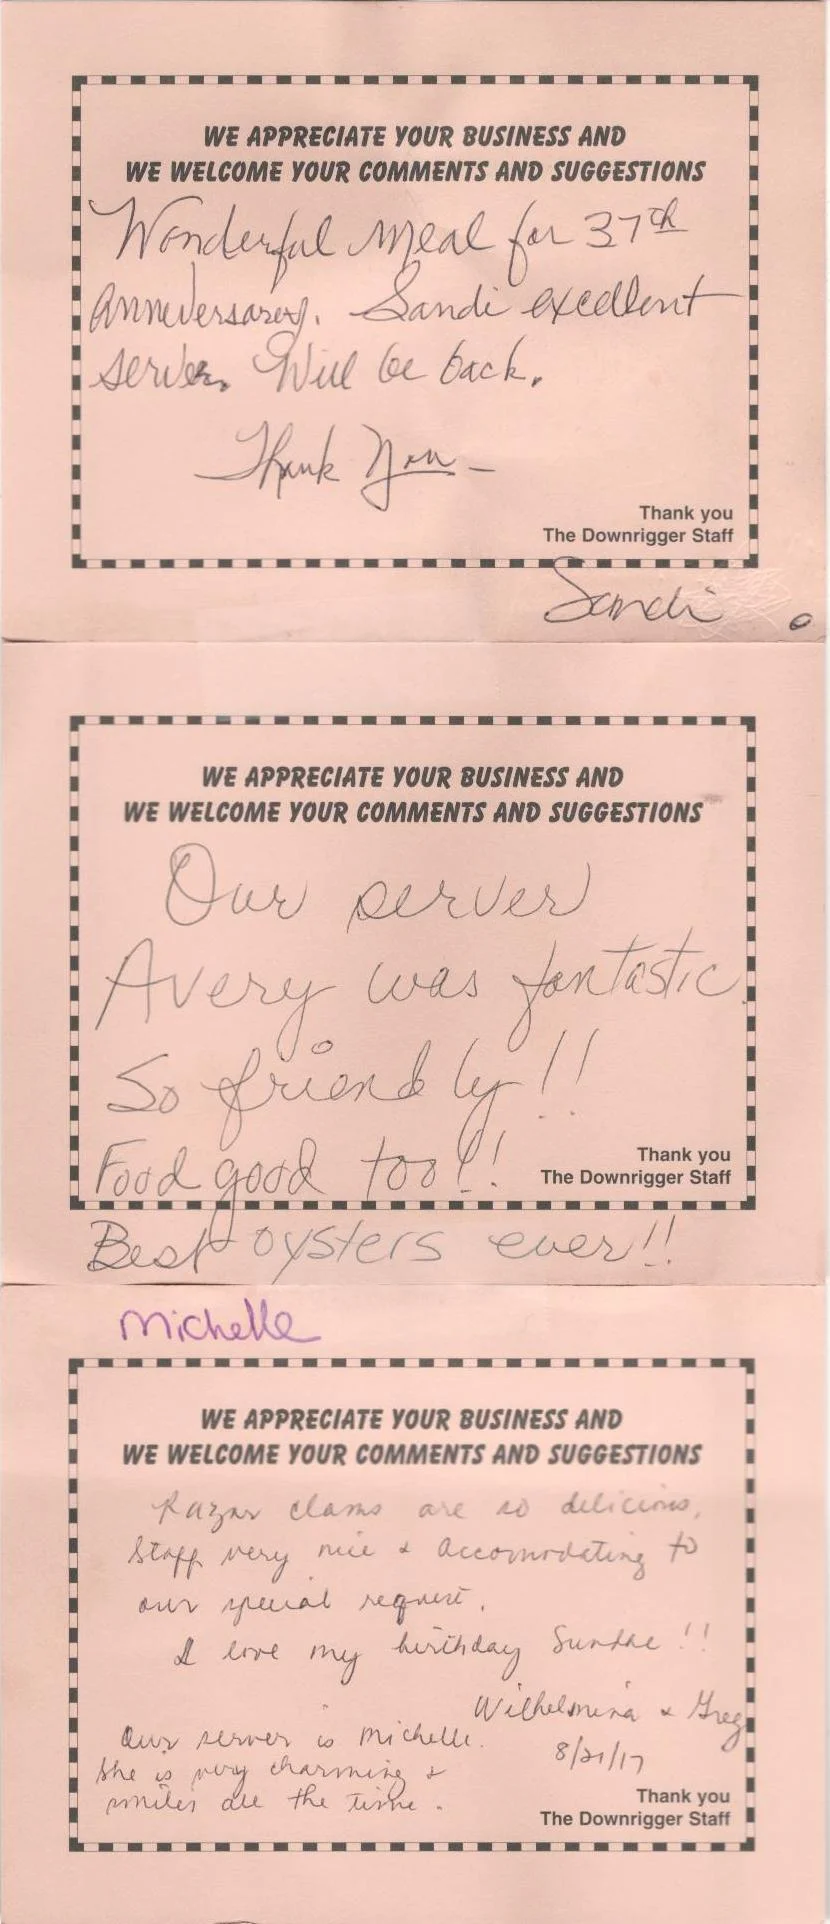 WE APPRECIATE YOUR BUSINESS AND
WE WELCOME YOUR COMMENTS AND SUGGESTIONS
Wonderful meal for 37th
anniversary. Sandi excellent
server. Will be back.
Thank You -
Thank you
The Downrigger Staff
Sandi
WE APPRECIATE YOUR BUSINESS AND
WE WELCOME YOUR COMMENTS AND SUGGESTIONS
Our server
Avery was fantastic.
So friendly!!
Food good too!!
Thank you
The Downrigger Staff
Best oysters ever!!
Michelle
WE APPRECIATE YOUR BUSINESS AND
WE WELCOME YOUR COMMENTS AND SUGGESTIONS
Razor clams are so delicious,
Staff very nice & accomodating to
our special request.
I love my birthday Sundae!!
Wilhelmina & Greg
8/21/17
Our server is Michelle.
She is very charming &
smiles all the time.
Thank you
The Downrigger Staff